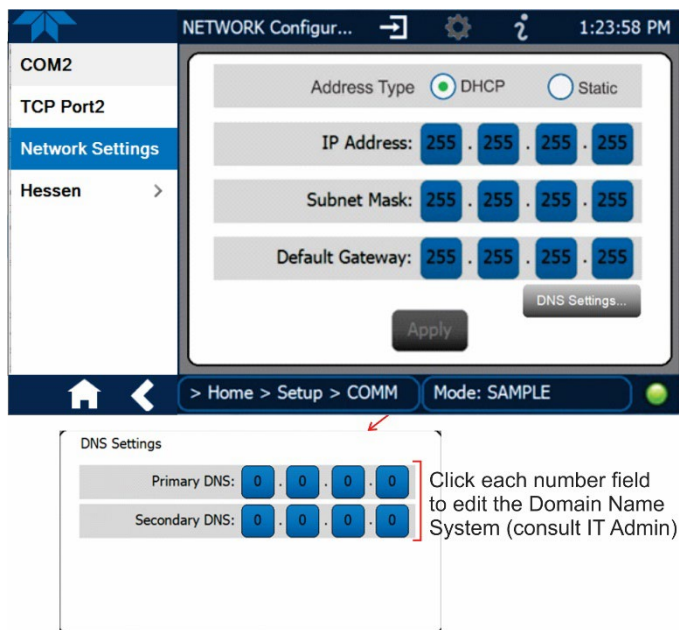 NETWORK Configur... 1:23:58 PM
COM2
TCP Port2
Network Settings
Hessen >
Address Type DHCP Static
IP Address: 255 . 255 . 255 . 255
Subnet Mask: 255 . 255 . 255 . 255
Default Gateway: 255 . 255 . 255 . 255
DNS Settings...
Apply
> Home > Setup > COMM Mode: SAMPLE
DNS Settings
Primary DNS: 0 . 0 . 0 . 0
Secondary DNS: 0 . 0 . 0 . 0
Click each number field
to edit the Domain Name
System (consult IT Admin)